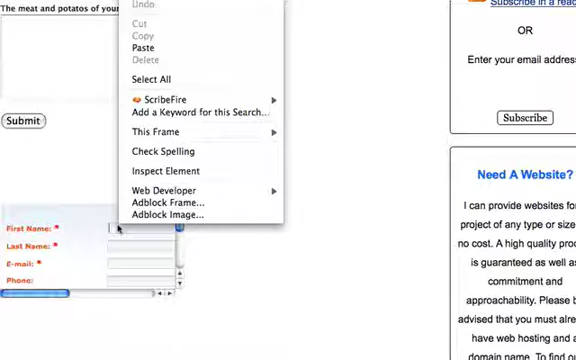 The meat and potatos of your
Submit
First Name: *
Last Name: *
E-mail: *
Phone:
Undo
Cut
Copy
Paste
Delete
Select All
ScribeFire
Add a Keyword for this Search...
This Frame
Check Spelling
Inspect Element
Web Developer
Adblock Frame...
Adblock Image...
Subscribe in a read
OR
Enter your email address
Subscribe
Need A Website?
I can provide websites for
project of any type or size
no cost. A high quality prod
is guaranteed as well as
commitment and
approachability. Please b
advised that you must alre
have web hosting and a
domain name. To find ou